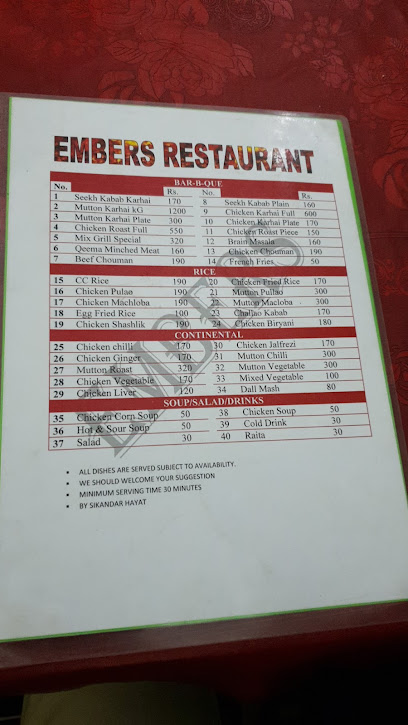 EMBERS RESTAURANT
BAR-B-QUE
No. Rs. No. Rs.
1 Seekh Kabab Karhai 170 8 Seekh Kabab Plain 160
2 Mutton Karhai kG 1200 9 Chicken Karhai Full 600
3 Mutton Karhai Plate 300 10 Chicken Karhai Plate 170
4 Chicken Roast Full 550 11 Chicken Roast Piece 150
5 Mix Grill Special 320 12 Brain Masala 160
6 Qeema Minched Meat 160 13 Chicken Chouman 190
7 Beef Chouman 190 14 French Fries 50
RICE
15 CC Rice 190 20 Chicken Fried Rice 170
16 Chicken Pulao 190 21 Motton Pullao 300
17 Chicken Machloba 190 22 Mutton Macloba 300
18 Egg Fried Rice 100 23 Challao Kabab 170
19 Chicken Shashlik 190 24 Chicken Biryani 180
CONTINENTAL
25 Chicken chilli 170 30 Chicken Jalfrezi 170
26 Chicken Ginger 170 31 Mutton Chilli 300
27 Mutton Roast 320 32 Mutton Vegetable 300
28 Chicken Vegetable 170 33 Mixed Vegetable 100
29 Chicken Liver 120 34 Dall Mash 80
SOUP/SALAD/DRINKS
35 Chicken Corn Soup 50 38 Chicken Soup 50
36 Hot & Sour Soup 50 39 Cold Drink 30
37 Salad 30 40 Raita 30
EMBERS
• ALL DISHES ARE SERVED SUBJECT TO AVAILABILITY.
• WE SHOULD WELCOME YOUR SUGGESTION
• MINIMUM SERVING TIME 30 MINUTES
• BY SIKANDAR HAYAT